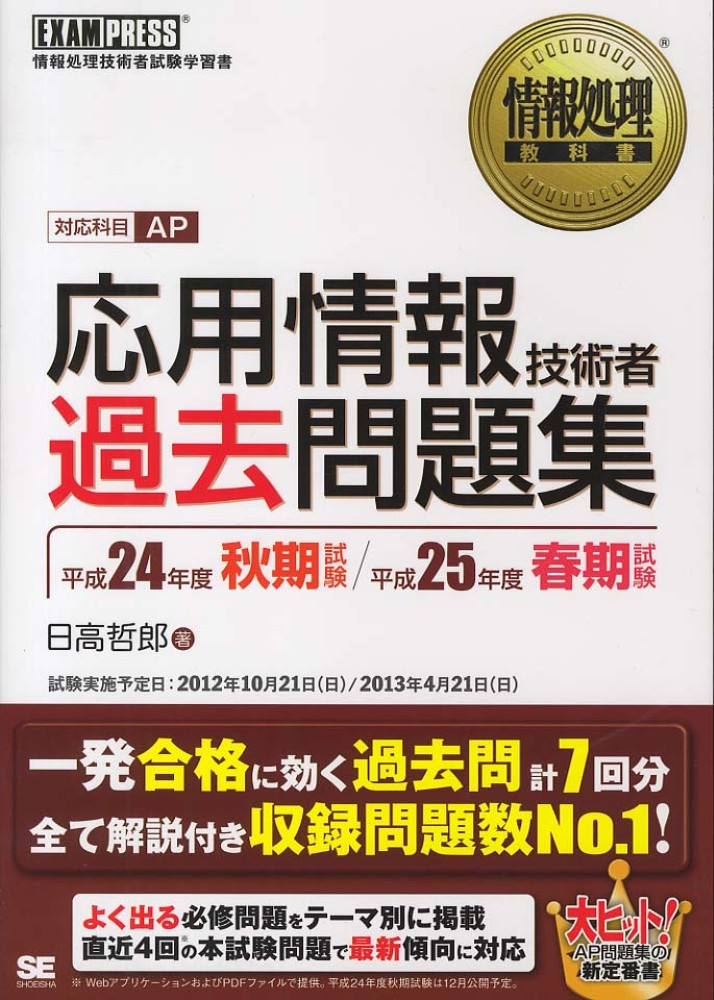 EXAMPRESS®
情報処理技術者試験学習書
®
情報処理
教科書
対応科目 AP
応用情報技術者
過去問題集
平成24年度 秋期試験/平成25年度 春期試験
日高哲郎 著
試験実施予定日:2012年10月21日(日)/2013年4月21日(日)
一発合格に効く過去問 計7回分
全て解説付き収録問題数No.1!
よく出る必修問題をテーマ別に掲載
直近4回※の本試験問題で最新傾向に対応
※ WebアプリケーションおよびPDFファイルで提供。平成24年度秋期試験は12月公開予定。
大ヒット!
AP問題集の
新定番書
SE
SHOEISHA